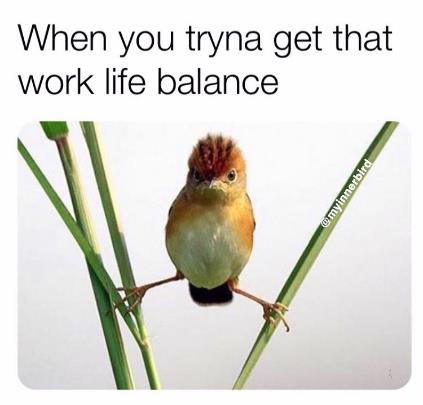 When you tryna get that
work life balance
@myinnerbird